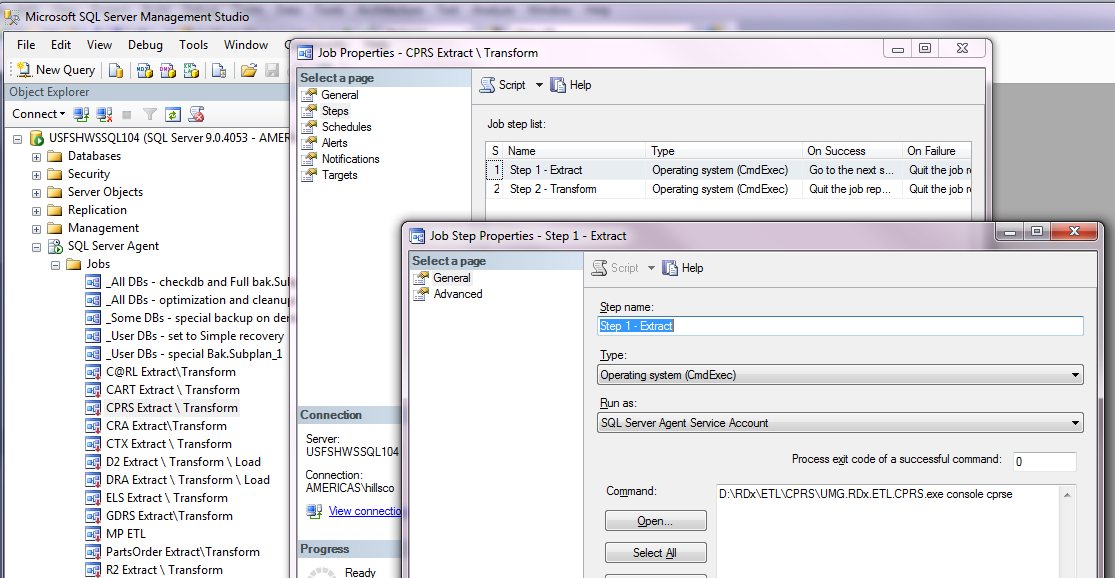 Microsoft SQL Server Management Studio
File Edit View Debug Tools Window
New Query
Object Explorer
Connect
USFSHWSSQL104 (SQL Server 9.0.4053 - AMERI
Databases
Security
Server Objects
Replication
Management
SQL Server Agent
Jobs
_All DBs - checkdb and Full bak.Sub
_All DBs - optimization and cleanup
_Some DBs - special backup on der
_User DBs - set to Simple recovery
_User DBs - special Bak.Subplan_1
C@RL Extract\Transform
CART Extract \ Transform
CPRS Extract \ Transform
CRA Extract\Transform
CTX Extract \ Transform
D2 Extract \ Transform \ Load
DRA Extract \ Transform \ Load
ELS Extract \ Transform
GDRS Extract\Transform
MP ETL
PartsOrder Extract\Transform
R2 Extract \ Transform
Job Properties - CPRS Extract \ Transform
Select a page
General
Steps
Schedules
Alerts
Notifications
Targets
Script Help
Job step list:
S Name Type On Success On Failure
1 Step 1 - Extract Operating system (CmdExec) Go to the next s... Quit the job r
2 Step 2 - Transform Operating system (CmdExec) Quit the job rep... Quit the job r
Connection
Server:
USFSHWSSQL104
Connection:
AMERICAS\hillsco
View connectio
Progress
Ready
Job Step Properties - Step 1 - Extract
Select a page
General
Advanced
Script Help
Step name:
Step 1 - Extract
Type:
Operating system (CmdExec)
Run as:
SQL Server Agent Service Account
Process exit code of a successful command: 0
Command:
D:\RDx\ETL\CPRS\UMG.RDx.ETL.CPRS.exe console cprse
Open...
Select All